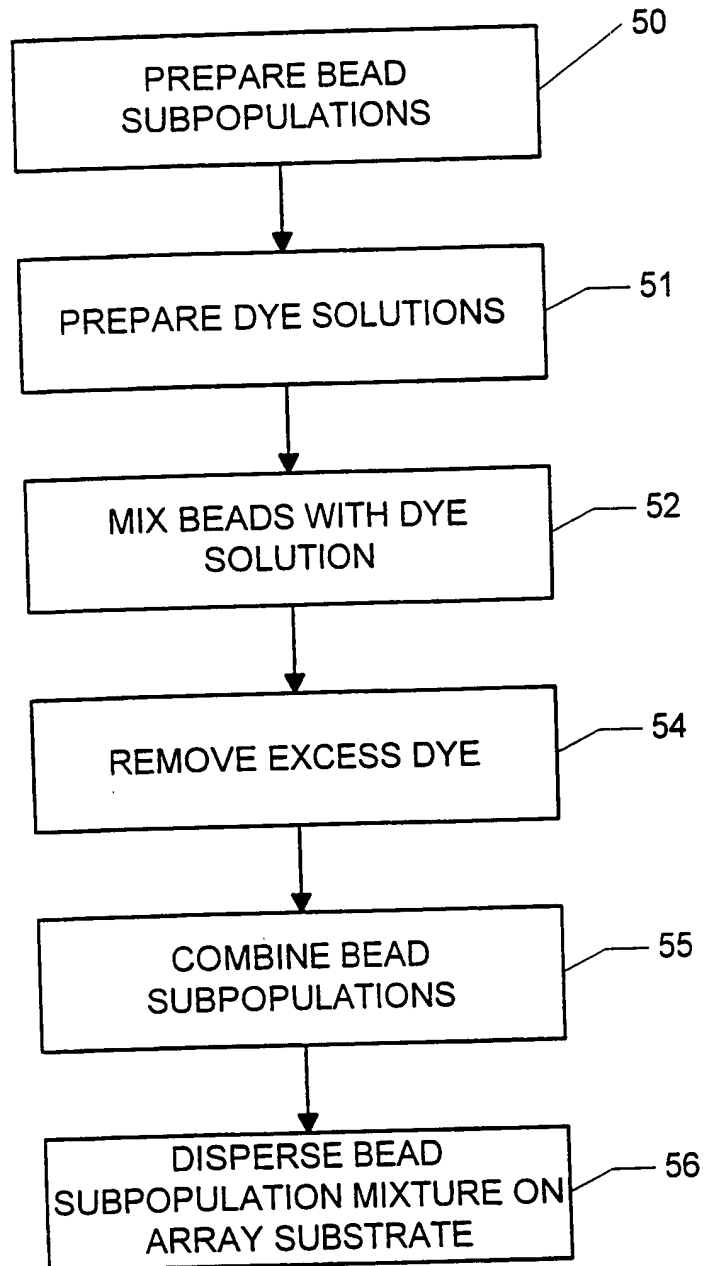 50
PREPARE BEAD
SUBPOPULATIONS
51
PREPARE DYE SOLUTIONS
MIX BEADS WITH DYE
SOLUTION
52
REMOVE EXCESS DYE
54
COMBINE BEAD
SUBPOPULATIONS
55
DISPERSE BEAD
SUBPOPULATION MIXTURE ON
ARRAY SUBSTRATE
56